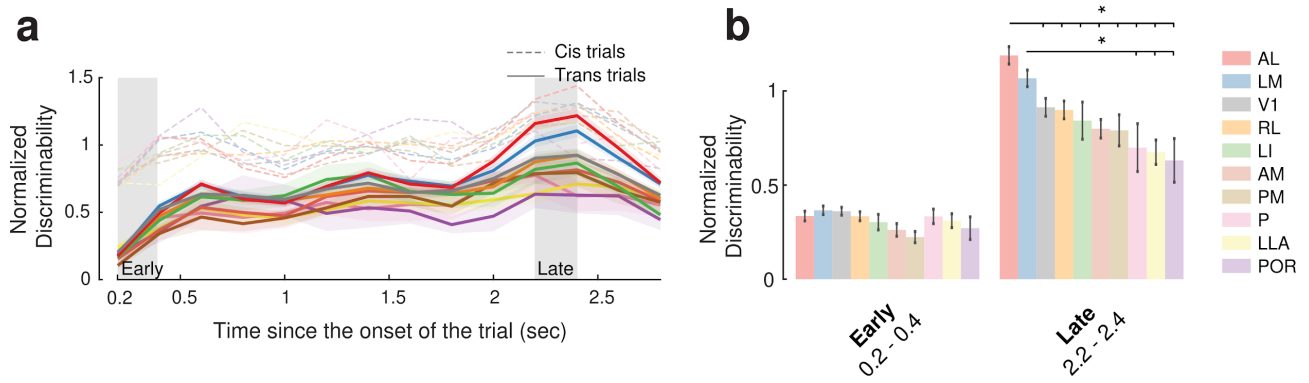 a
Cis trials
Trans trials
Normalized
Discriminability
1.5
1
0.5
0
Early
Late
0.2
0.5
1
1.5
2
2.5
Time since the onset of the trial (sec)
b
*
*
Normalized
Discriminability
1
0.5
0
Early
0.2 - 0.4
Late
2.2 - 2.4
AL
LM
V1
RL
LI
AM
PM
P
LLA
POR